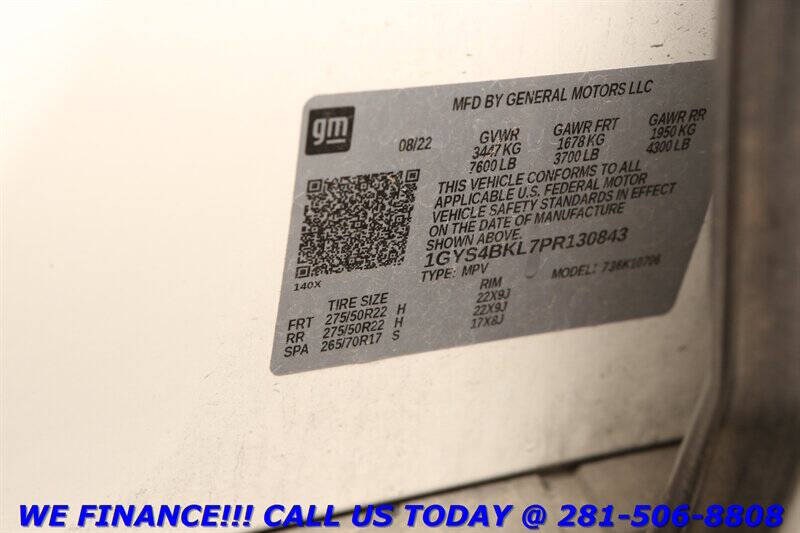 MFD BY GENERAL MOTORS LLC
gm
08/22
GVWR GAWR FRT GAWR RR
3447 KG 1678 KG 1950 KG
7600 LB 3700 LB 4300 LB
THIS VEHICLE CONFORMS TO ALL
APPLICABLE U.S. FEDERAL MOTOR
VEHICLE SAFETY STANDARDS IN EFFECT
ON THE DATE OF MANUFACTURE
SHOWN ABOVE.
1GYS4BKL7PR130843
TYPE: MPV MODEL: 736K10706
140X
TIRE SIZE RIM
FRT 275/50R22 H 22X9J
RR 275/50R22 H 22X9J
SPA 265/70R17 S 17X8J
WE FINANCE!!! CALL US TODAY @ 281-506-8808